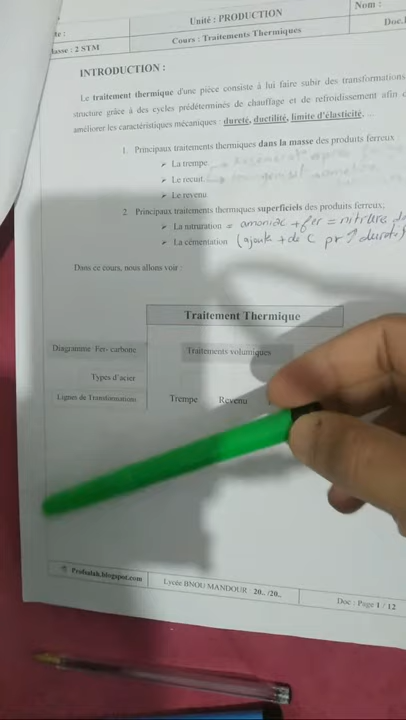 te :
Unité : PRODUCTION
Nom :
lasse : 2 STM
Cours : Traitements Thermiques
Doc.
INTRODUCTION :
Le traitement thermique d'une pièce consiste à lui faire subir des transformations
structure grâce à des cycles prédéterminés de chauffage et de refroidissement afin d
améliorer les caractéristiques mécaniques : dureté, ductilité, limite d'élasticité, ...
1. Principaux traitements thermiques dans la masse des produits ferreux
➤ La trempe
➤ Le recuit
➤ Le revenu
2. Principaux traitements thermiques superficiels des produits ferreux;
➤ La nitruration = amoniac + fer = nitrure de
➤ La cémentation (ajoute + de C pr ↑ dureté)
Dans ce cours, nous allons voir :
Traitement Thermique
Diagramme Fer- carbone
Traitements volumiques
Types d'acier
Lignes de Transformations
Trempe Revenu
Profsalah.blogspot.com
Lycée BNOU MANDOUR : 20.. /20..
Doc : Page 1 / 12